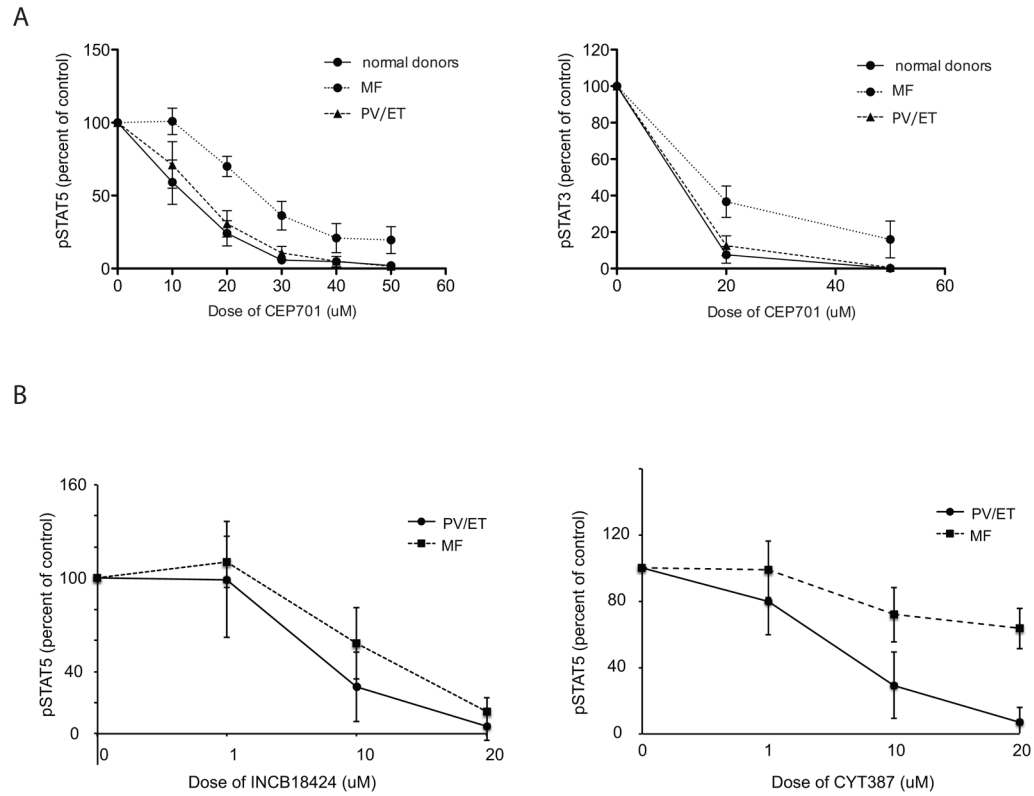 A
pSTAT5 (percent of control)
150
100
50
0
0 10 20 30 40 50 60
Dose of CEP701 (uM)
normal donors
MF
PV/ET
pSTAT3 (percent of control)
120
100
80
60
40
20
0
0 20 40 60
Dose of CEP701 (uM)
normal donors
MF
PV/ET
B
pSTAT5 (percent of control)
160
100
40
0
0 1 10 20
Dose of INCB18424 (uM)
PV/ET
MF
pSTAT5 (percent of control)
120
80
40
0
0 1 10 20
Dose of CYT387 (uM)
PV/ET
MF